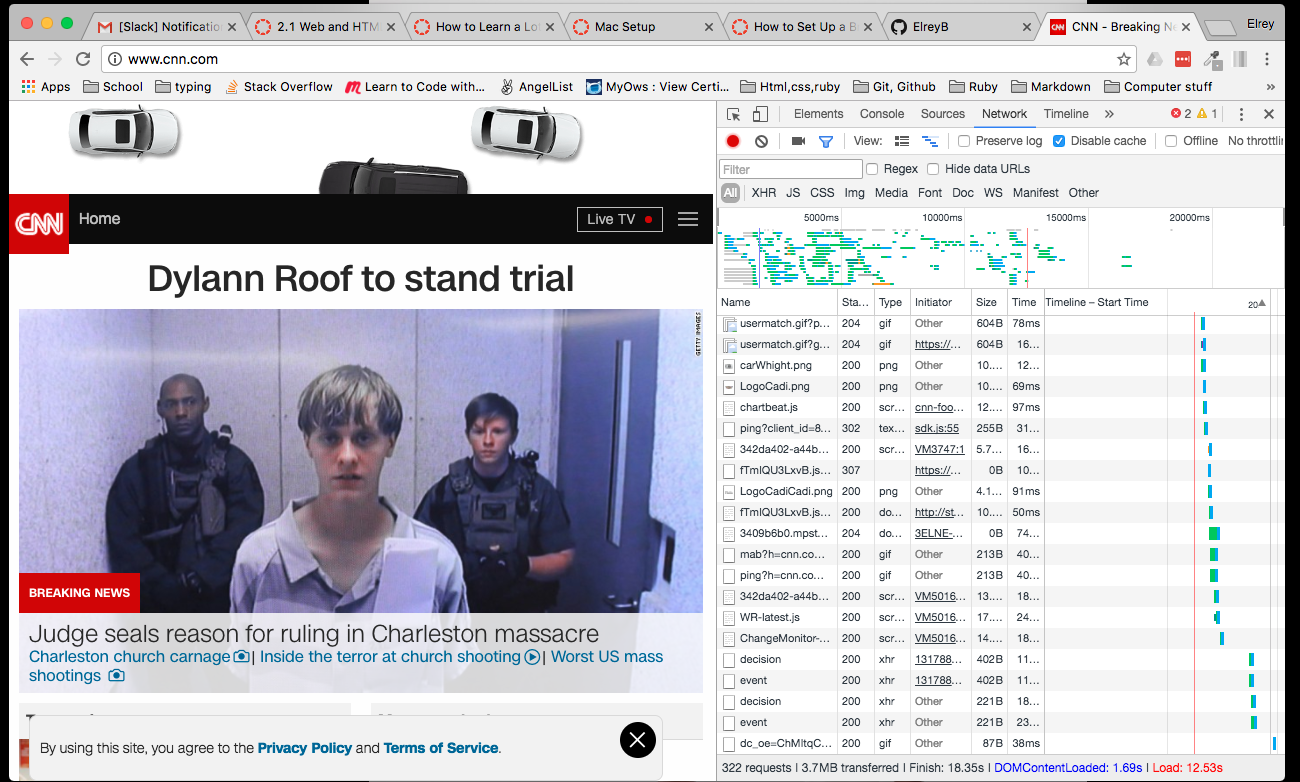 [Slack] Notificatio
2.1 Web and HTM
How to Learn a Lo
Mac Setup
How to Set Up a B
ElreyB
CNN - Breaking Ne
Elrey
www.cnn.com
Apps
School
typing
Stack Overflow
Learn to Code with...
AngelList
MyOws : View Certi...
Html,css,ruby
Git, Github
Ruby
Markdown
Computer stuff
»
CNN
Home
Live TV
Dylann Roof to stand trial
GETTY IMAGES
BREAKING NEWS
Judge seals reason for ruling in Charleston massacre
Charleston church carnage | Inside the terror at church shooting | Worst US mass
shootings
By using this site, you agree to the Privacy Policy and Terms of Service.
Elements Console Sources Network Timeline » 2 1
View: Preserve log Disable cache Offline No throttli
Filter Regex Hide data URLs
All XHR JS CSS Img Media Font Doc WS Manifest Other
5000ms 10000ms 15000ms 20000ms
Name Sta... Type Initiator Size Time Timeline – Start Time 20
usermatch.gif?p... 204 gif Other 604B 78ms
usermatch.gif?g... 204 gif https://... 604B 16...
carWhight.png 200 png Other 10.... 12...
LogoCadi.png 200 png Other 10.... 69ms
chartbeat.js 200 scr... cnn-foo... 12.... 97ms
ping?client_id=8... 302 tex... sdk.js:55 255B 31...
342da402-a44b... 200 scr... VM3747:1 5.7... 16...
fTmIQU3LxvB.js... 307 https://... 0B 10...
LogoCadiCadi.png 200 png Other 4.1... 91ms
fTmIQU3LxvB.js... 200 do... http://st... 10.... 50ms
3409b6b0.mpst... 204 do... 3ELNE-... 0B 74...
mab?h=cnn.co... 200 gif Other 213B 40...
ping?h=cnn.co... 200 gif Other 213B 40...
342da402-a44b... 200 scr... VM5016... 13.... 18...
WR-latest.js 200 scr... VM5016... 17.... 24...
ChangeMonitor-... 200 scr... VM5016... 14.... 18...
decision 200 xhr 131788... 402B 11...
event 200 xhr 131788... 402B 11...
decision 200 xhr Other 221B 18...
event 200 xhr Other 221B 23...
dc_oe=ChMItqC... 200 gif Other 87B 38ms
322 requests | 3.7MB transferred | Finish: 18.35s | DOMContentLoaded: 1.69s | Load: 12.53s